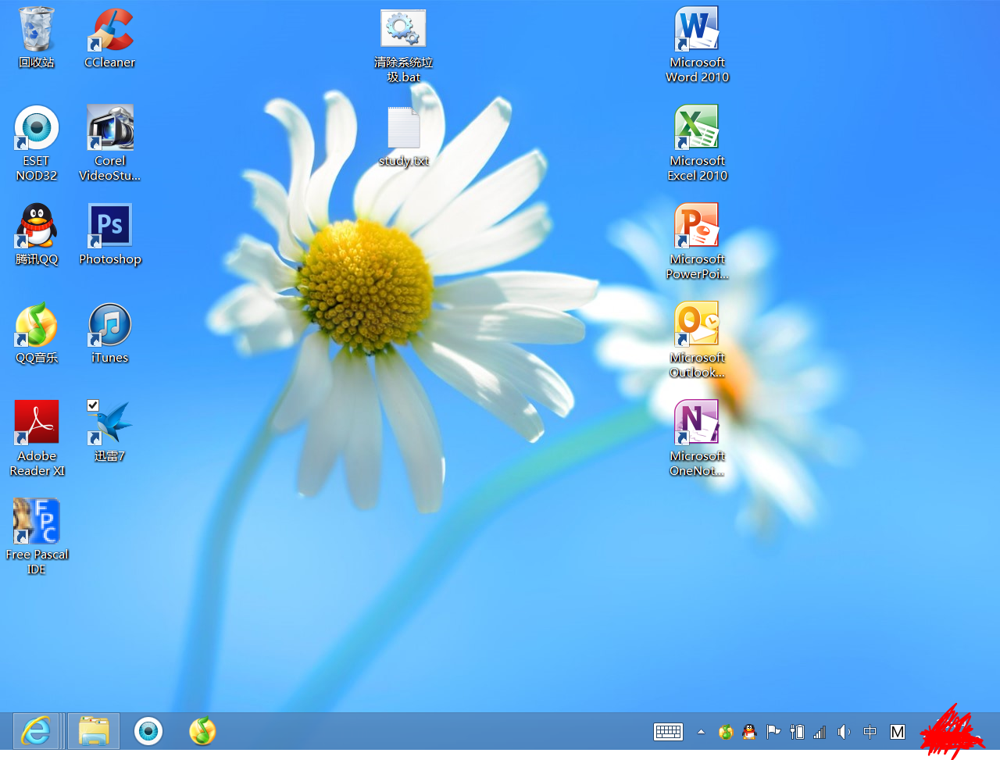 回收站
CCleaner
清除系统垃
圾.bat
Microsoft
Word 2010
ESET
NOD32
Corel
VideoStu...
study.txt
Microsoft
Excel 2010
腾讯QQ
Ps
Photoshop
Microsoft
PowerPoi...
QQ音乐
iTunes
Microsoft
Outlook...
Adobe
Reader XI
迅雷7
Microsoft
OneNot...
FPC
Free Pascal
IDE
中
M